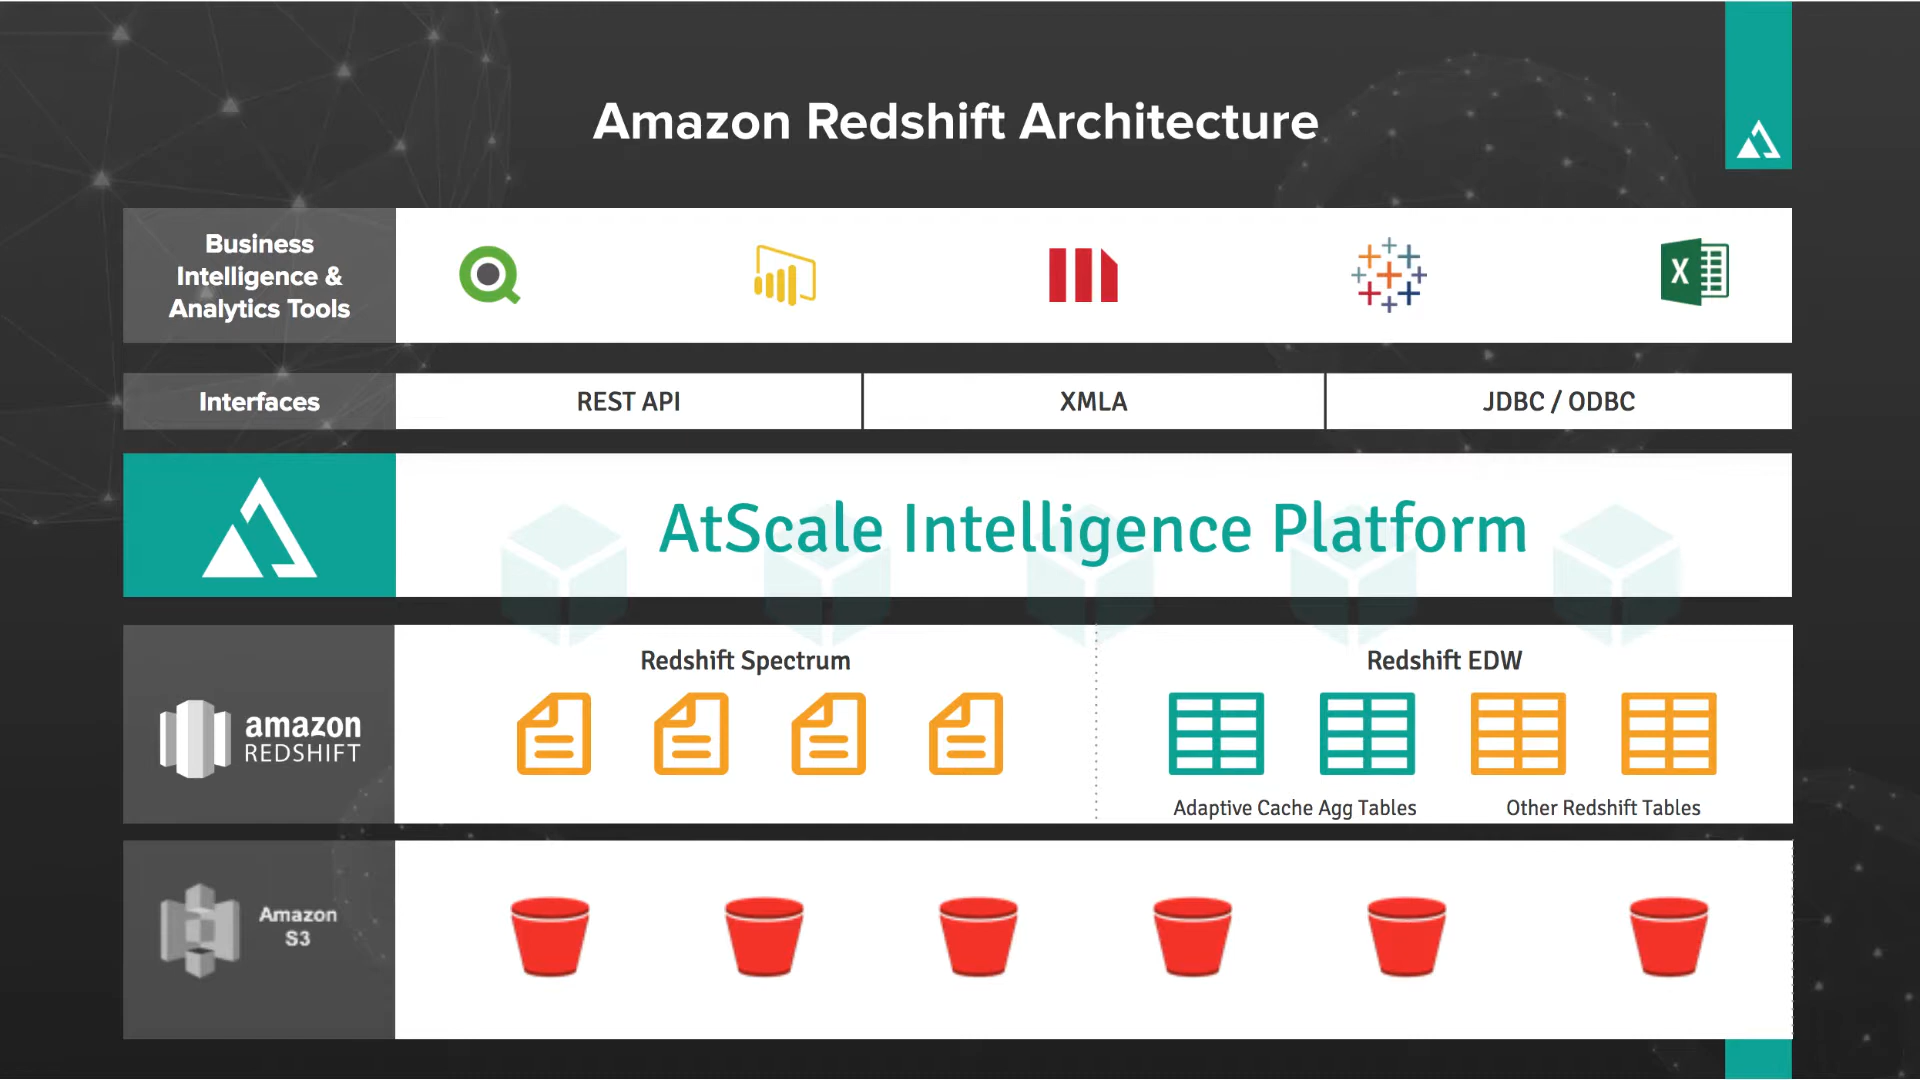 Amazon Redshift Architecture
Business
Intelligence &
Analytics Tools
X
Interfaces
REST API
XMLA
JDBC / ODBC
AtScale Intelligence Platform
amazon
REDSHIFT
Redshift Spectrum
Redshift EDW
Adaptive Cache Agg Tables
Other Redshift Tables
Amazon
S3